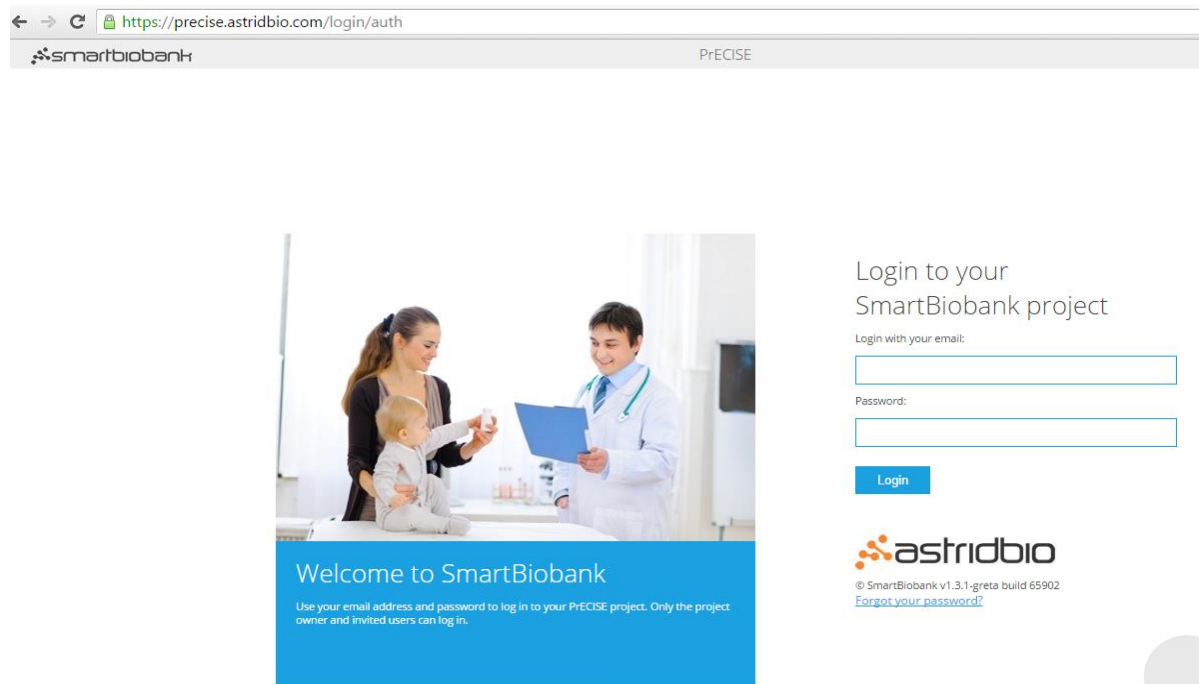 https://precise.astridbio.com/login/auth
smartbiobank
PrECISE
Login to your
SmartBiobank project
Login with your email:
Password:
Login
astridbio
© SmartBiobank v1.3.1-greta build 65902
Forgot your password?
Welcome to SmartBiobank
Use your email address and password to log in to your PrECISE project. Only the project
owner and invited users can log in.